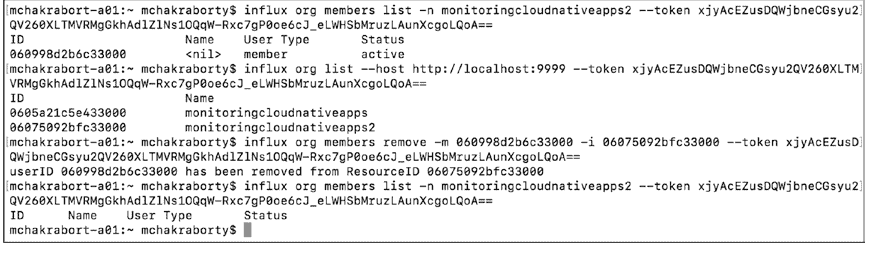 mchakrabort-a01:~ mchakraborty$ influx org members list -n monitoringcloudnativeapps2 --token xjyAcEZusDQWjbneCGsyu2
QV260XLTMVRMgGkhAdlZlNs1OQqW-Rxc7gP0oe6cJ_eLWHSbMruzLAunXcgoLQoA==
ID Name User Type Status
060998d2b6c33000 <nil> member active
mchakrabort-a01:~ mchakraborty$ influx org list --host http://localhost:9999 --token xjyAcEZusDQWjbneCGsyu2QV260XLTM
VRMgGkhAdlZlNs1OQqW-Rxc7gP0oe6cJ_eLWHSbMruzLAunXcgoLQoA==
ID Name
0605a21c5e433000 monitoringcloudnativeapps
06075092bfc33000 monitoringcloudnativeapps2
mchakrabort-a01:~ mchakraborty$ influx org members remove -m 060998d2b6c33000 -i 06075092bfc33000 --token xjyAcEZusD
QWjbneCGsyu2QV260XLTMVRMgGkhAdlZlNs1OQqW-Rxc7gP0oe6cJ_eLWHSbMruzLAunXcgoLQoA==
userID 060998d2b6c33000 has been removed from ResourceID 06075092bfc33000
mchakrabort-a01:~ mchakraborty$ influx org members list -n monitoringcloudnativeapps2 --token xjyAcEZusDQWjbneCGsyu2
QV260XLTMVRMgGkhAdlZlNs1OQqW-Rxc7gP0oe6cJ_eLWHSbMruzLAunXcgoLQoA==
ID Name User Type Status
mchakrabort-a01:~ mchakraborty$